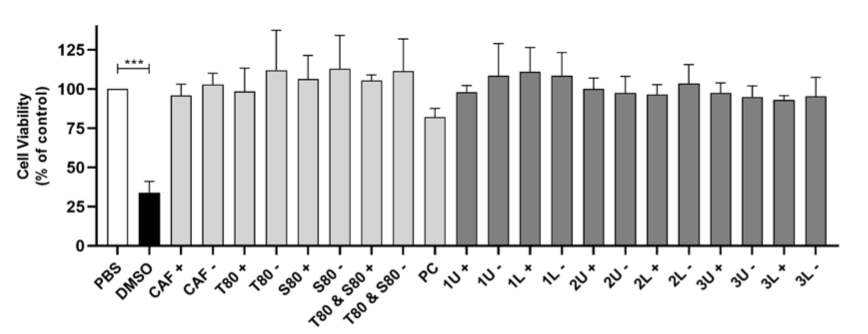 Cell Viability
(% of control)
125
100
75
50
25
0
***
PBS
DMSO
CAF +
CAF -
T80 +
T80 -
S80 +
S80 -
T80 & S80 +
T80 & S80 -
PC
1U +
1U -
1L +
1L -
2U +
2U -
2L +
2L -
3U +
3U -
3L +
3L -